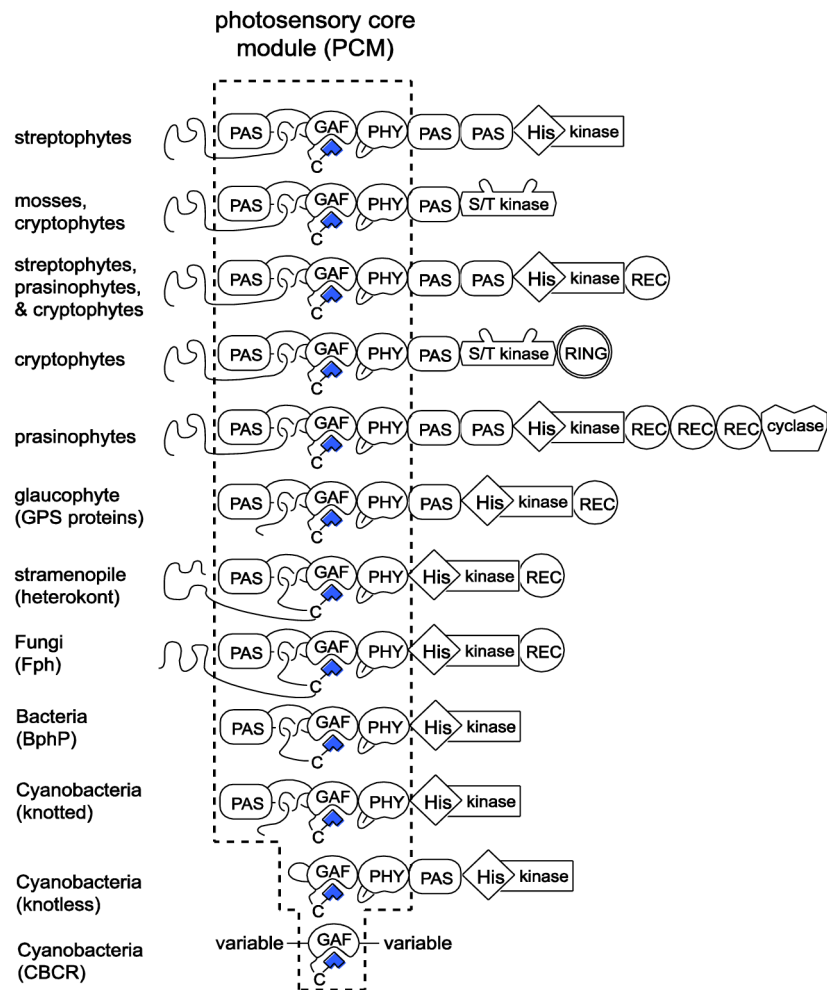 photosensory core
module (PCM)
streptophytes PAS GAF C PHY PAS PAS His kinase
mosses,
cryptophytes PAS GAF C PHY PAS S/T kinase
streptophytes,
prasinophytes,
& cryptophytes PAS GAF C PHY PAS PAS His kinase REC
cryptophytes PAS GAF C PHY PAS S/T kinase RING
prasinophytes PAS GAF C PHY PAS PAS His kinase REC REC REC cyclase
glaucophyte
(GPS proteins) PAS GAF C PHY PAS His kinase REC
stramenopile
(heterokont) PAS GAF C PHY His kinase REC
Fungi
(Fph) PAS GAF C PHY His kinase REC
Bacteria
(BphP) PAS GAF C PHY His kinase
Cyanobacteria
(knotted) PAS GAF C PHY His kinase
Cyanobacteria
(knotless) GAF C PHY PAS His kinase
Cyanobacteria
(CBCR) variable GAF C variable